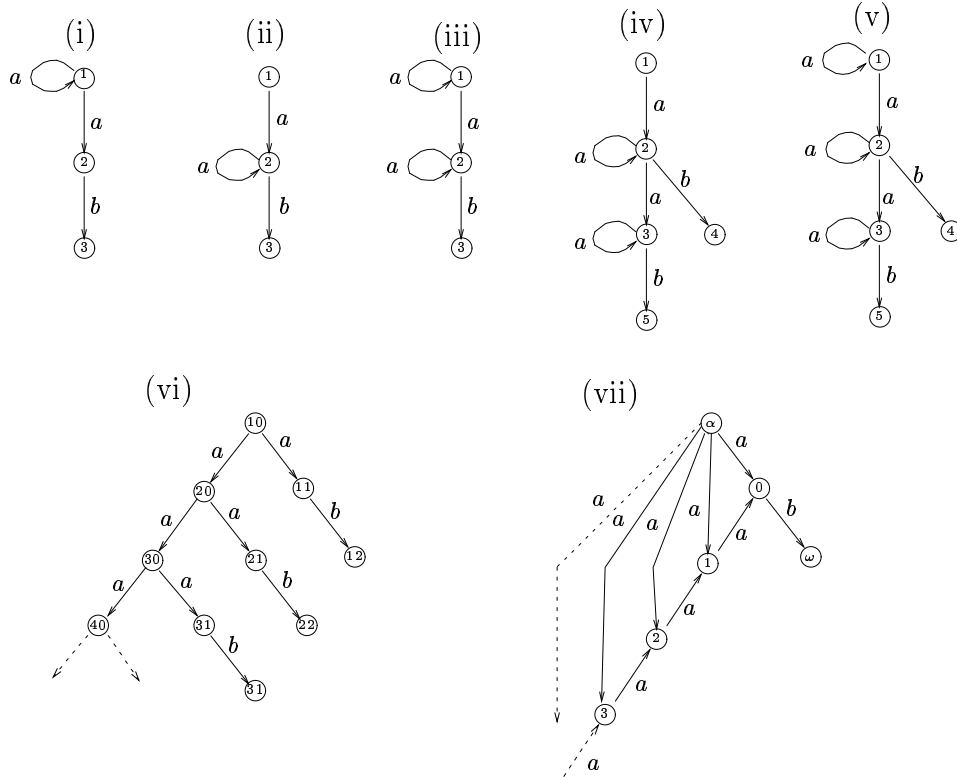 (i) (ii) (iii) (iv) (v)
a 1 1 a 1 1 a 1
a a a a a
2 a 2 a 2 a 2 a 2
b b b a b a b
3 3 3 a 3 4 a 3 4
b b
5 5
(vi) (vii)
10 α
a a a
20 11 0
a a b a a a a b
30 21 12 1 a ω
a a b a
40 31 22 2
b a
31 3
a